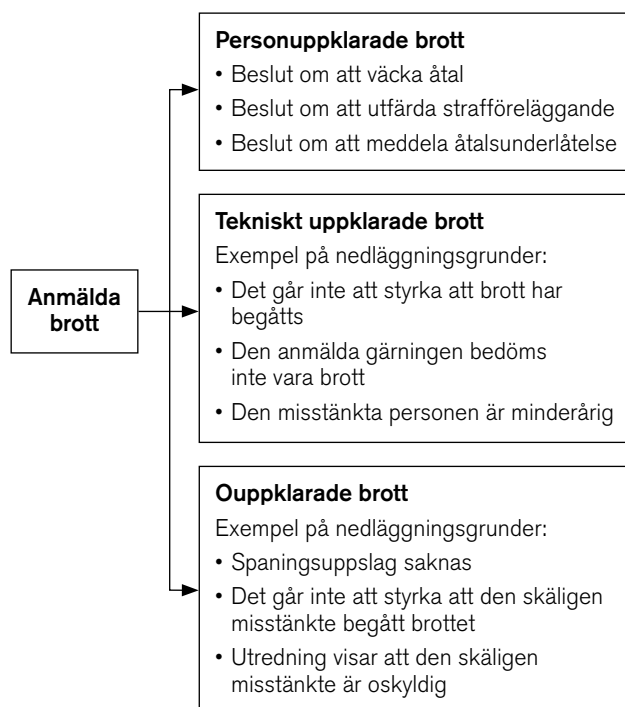 Personuppklarade brott
• Beslut om att väcka åtal
• Beslut om att utfärda strafföreläggande
• Beslut om att meddela åtalsunderlåtelse
Anmälda
brott
Tekniskt uppklarade brott
Exempel på nedläggningsgrunder:
• Det går inte att styrka att brott har
begåtts
• Den anmälda gärningen bedöms
inte vara brott
• Den misstänkta personen är minderårig
Ouppklarade brott
Exempel på nedläggningsgrunder:
• Spaningsuppslag saknas
• Det går inte att styrka att den skäligen
misstänkte begått brottet
• Utredning visar att den skäligen
misstänkte är oskyldig